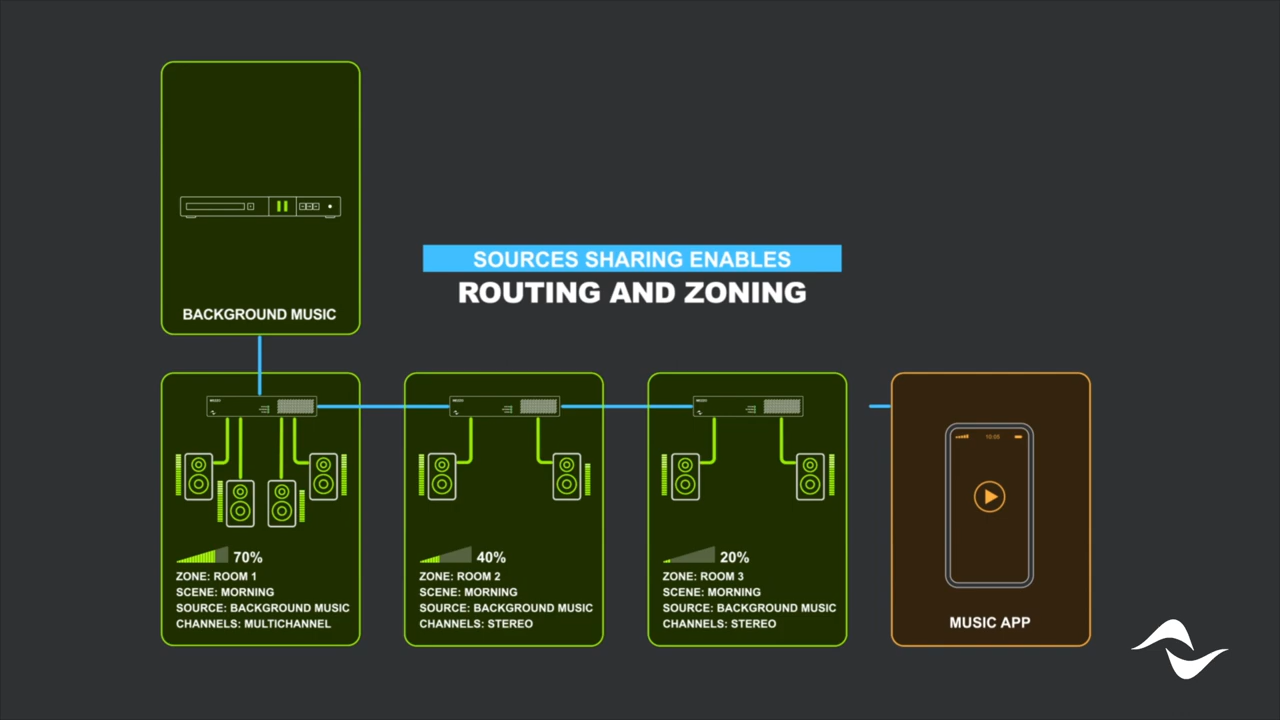 SOURCES SHARING ENABLES
ROUTING AND ZONING
BACKGROUND MUSIC
70%
ZONE: ROOM 1
SCENE: MORNING
SOURCE: BACKGROUND MUSIC
CHANNELS: MULTICHANNEL
40%
ZONE: ROOM 2
SCENE: MORNING
SOURCE: BACKGROUND MUSIC
CHANNELS: STEREO
20%
ZONE: ROOM 3
SCENE: MORNING
SOURCE: BACKGROUND MUSIC
CHANNELS: STEREO
MUSIC APP